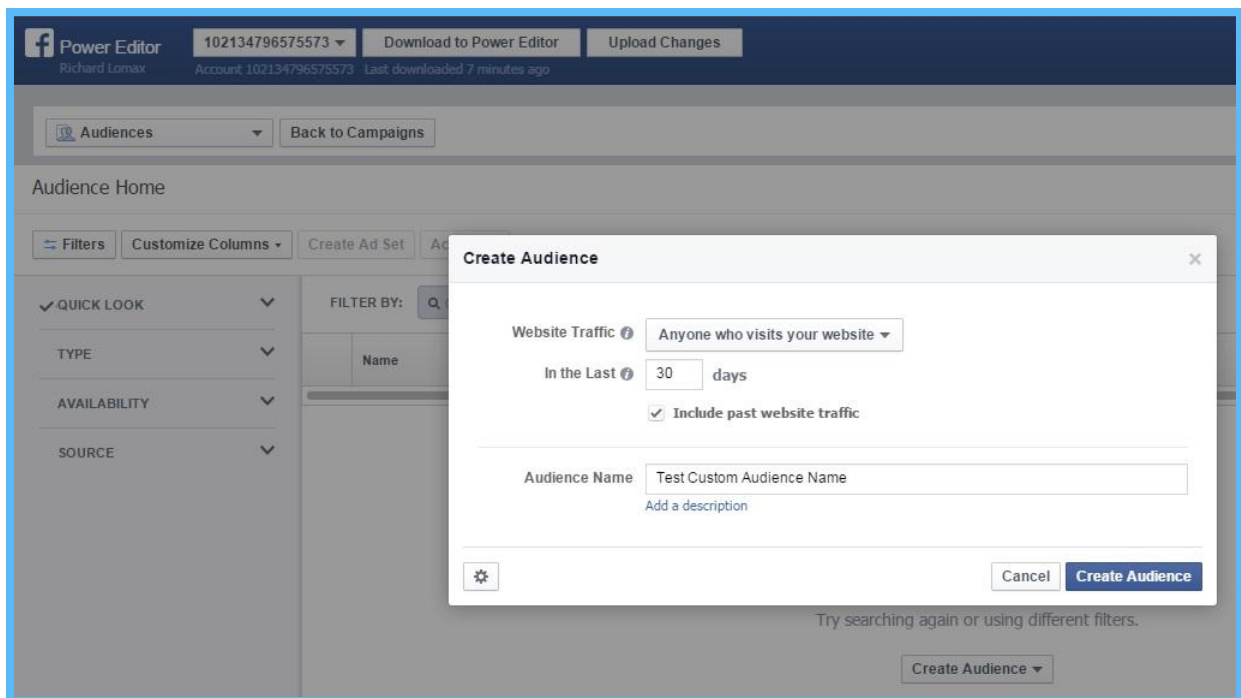 Power Editor
Richard Lomax
102134796575573
Download to Power Editor
Upload Changes
Account 102134796575573 Last downloaded 7 minutes ago
Audiences
Back to Campaigns
Audience Home
Filters
Customize Columns
Create Ad Set
Create Audience
QUICK LOOK
TYPE
AVAILABILITY
SOURCE
FILTER BY:
Name
Website Traffic
Anyone who visits your website
In the Last
30
days
Include past website traffic
Audience Name
Test Custom Audience Name
Add a description
Cancel
Create Audience
Try searching again or using different filters.
Create Audience